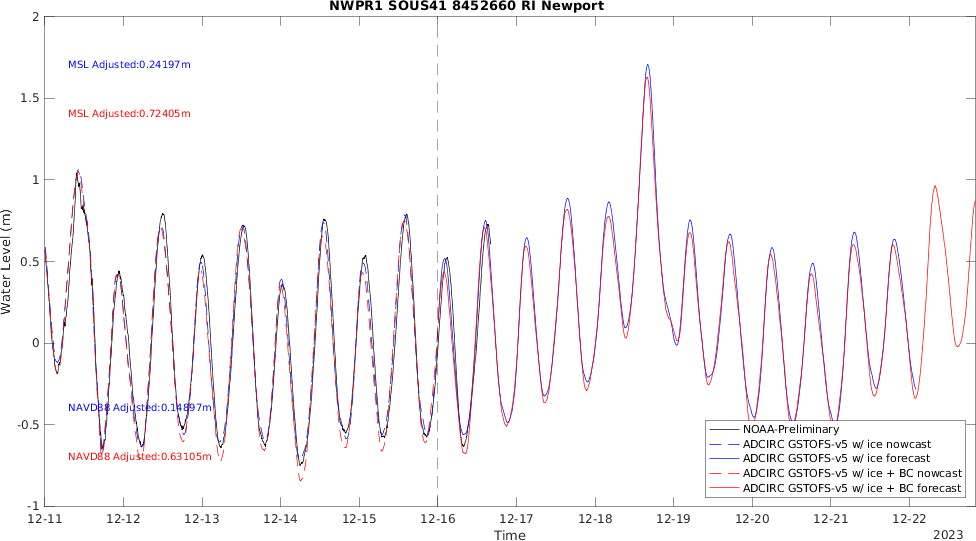 NWPR1 SOUS41 8452660 RI Newport
2
1.5
1
0.5
0
-0.5
-1
Water Level (m)
MSL Adjusted:0.24197m
MSL Adjusted:0.72405m
NAVD88 Adjusted:0.14897m
NAVD88 Adjusted:0.63105m
NOAA-Preliminary
ADCIRC GSTOFS-v5 w/ ice nowcast
ADCIRC GSTOFS-v5 w/ ice forecast
ADCIRC GSTOFS-v5 w/ ice + BC nowcast
ADCIRC GSTOFS-v5 w/ ice + BC forecast
12-11 12-12 12-13 12-14 12-15 12-16 12-17 12-18 12-19 12-20 12-21 12-22
Time
2023